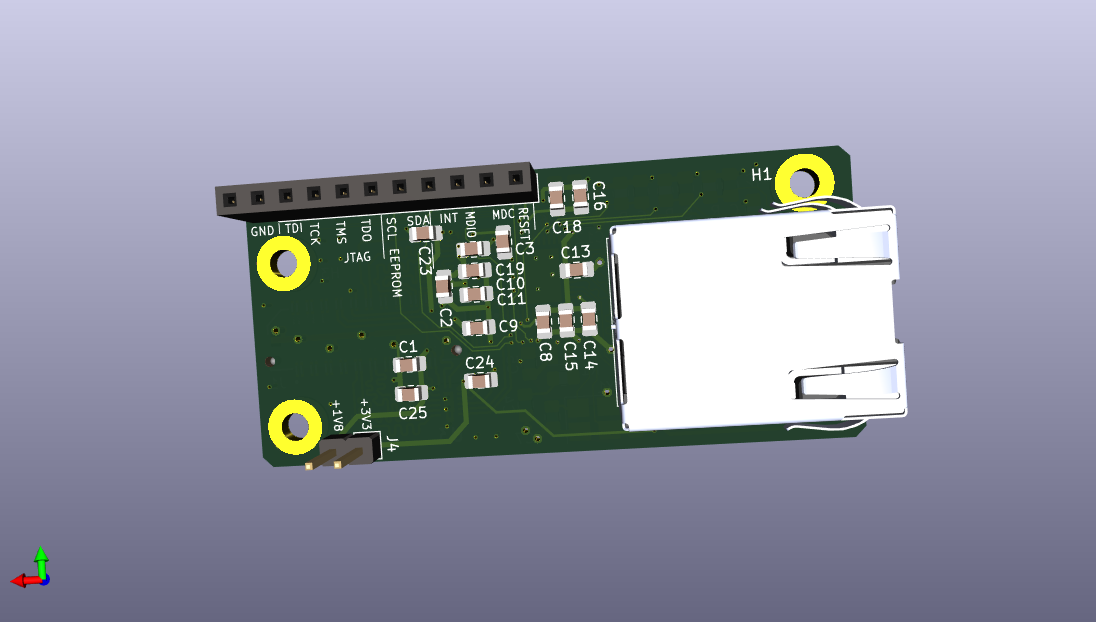 H1
C16
C18
GND
TDI
TCK
TMS
TDO
JTAG
SCL
SDA
EEPROM
INT
MDIO
MDC
RESET
C23
C3
C19
C10
C11
C2
C9
C13
C8
C15
C14
C1
C24
C25
+1V8
+3V3
J4